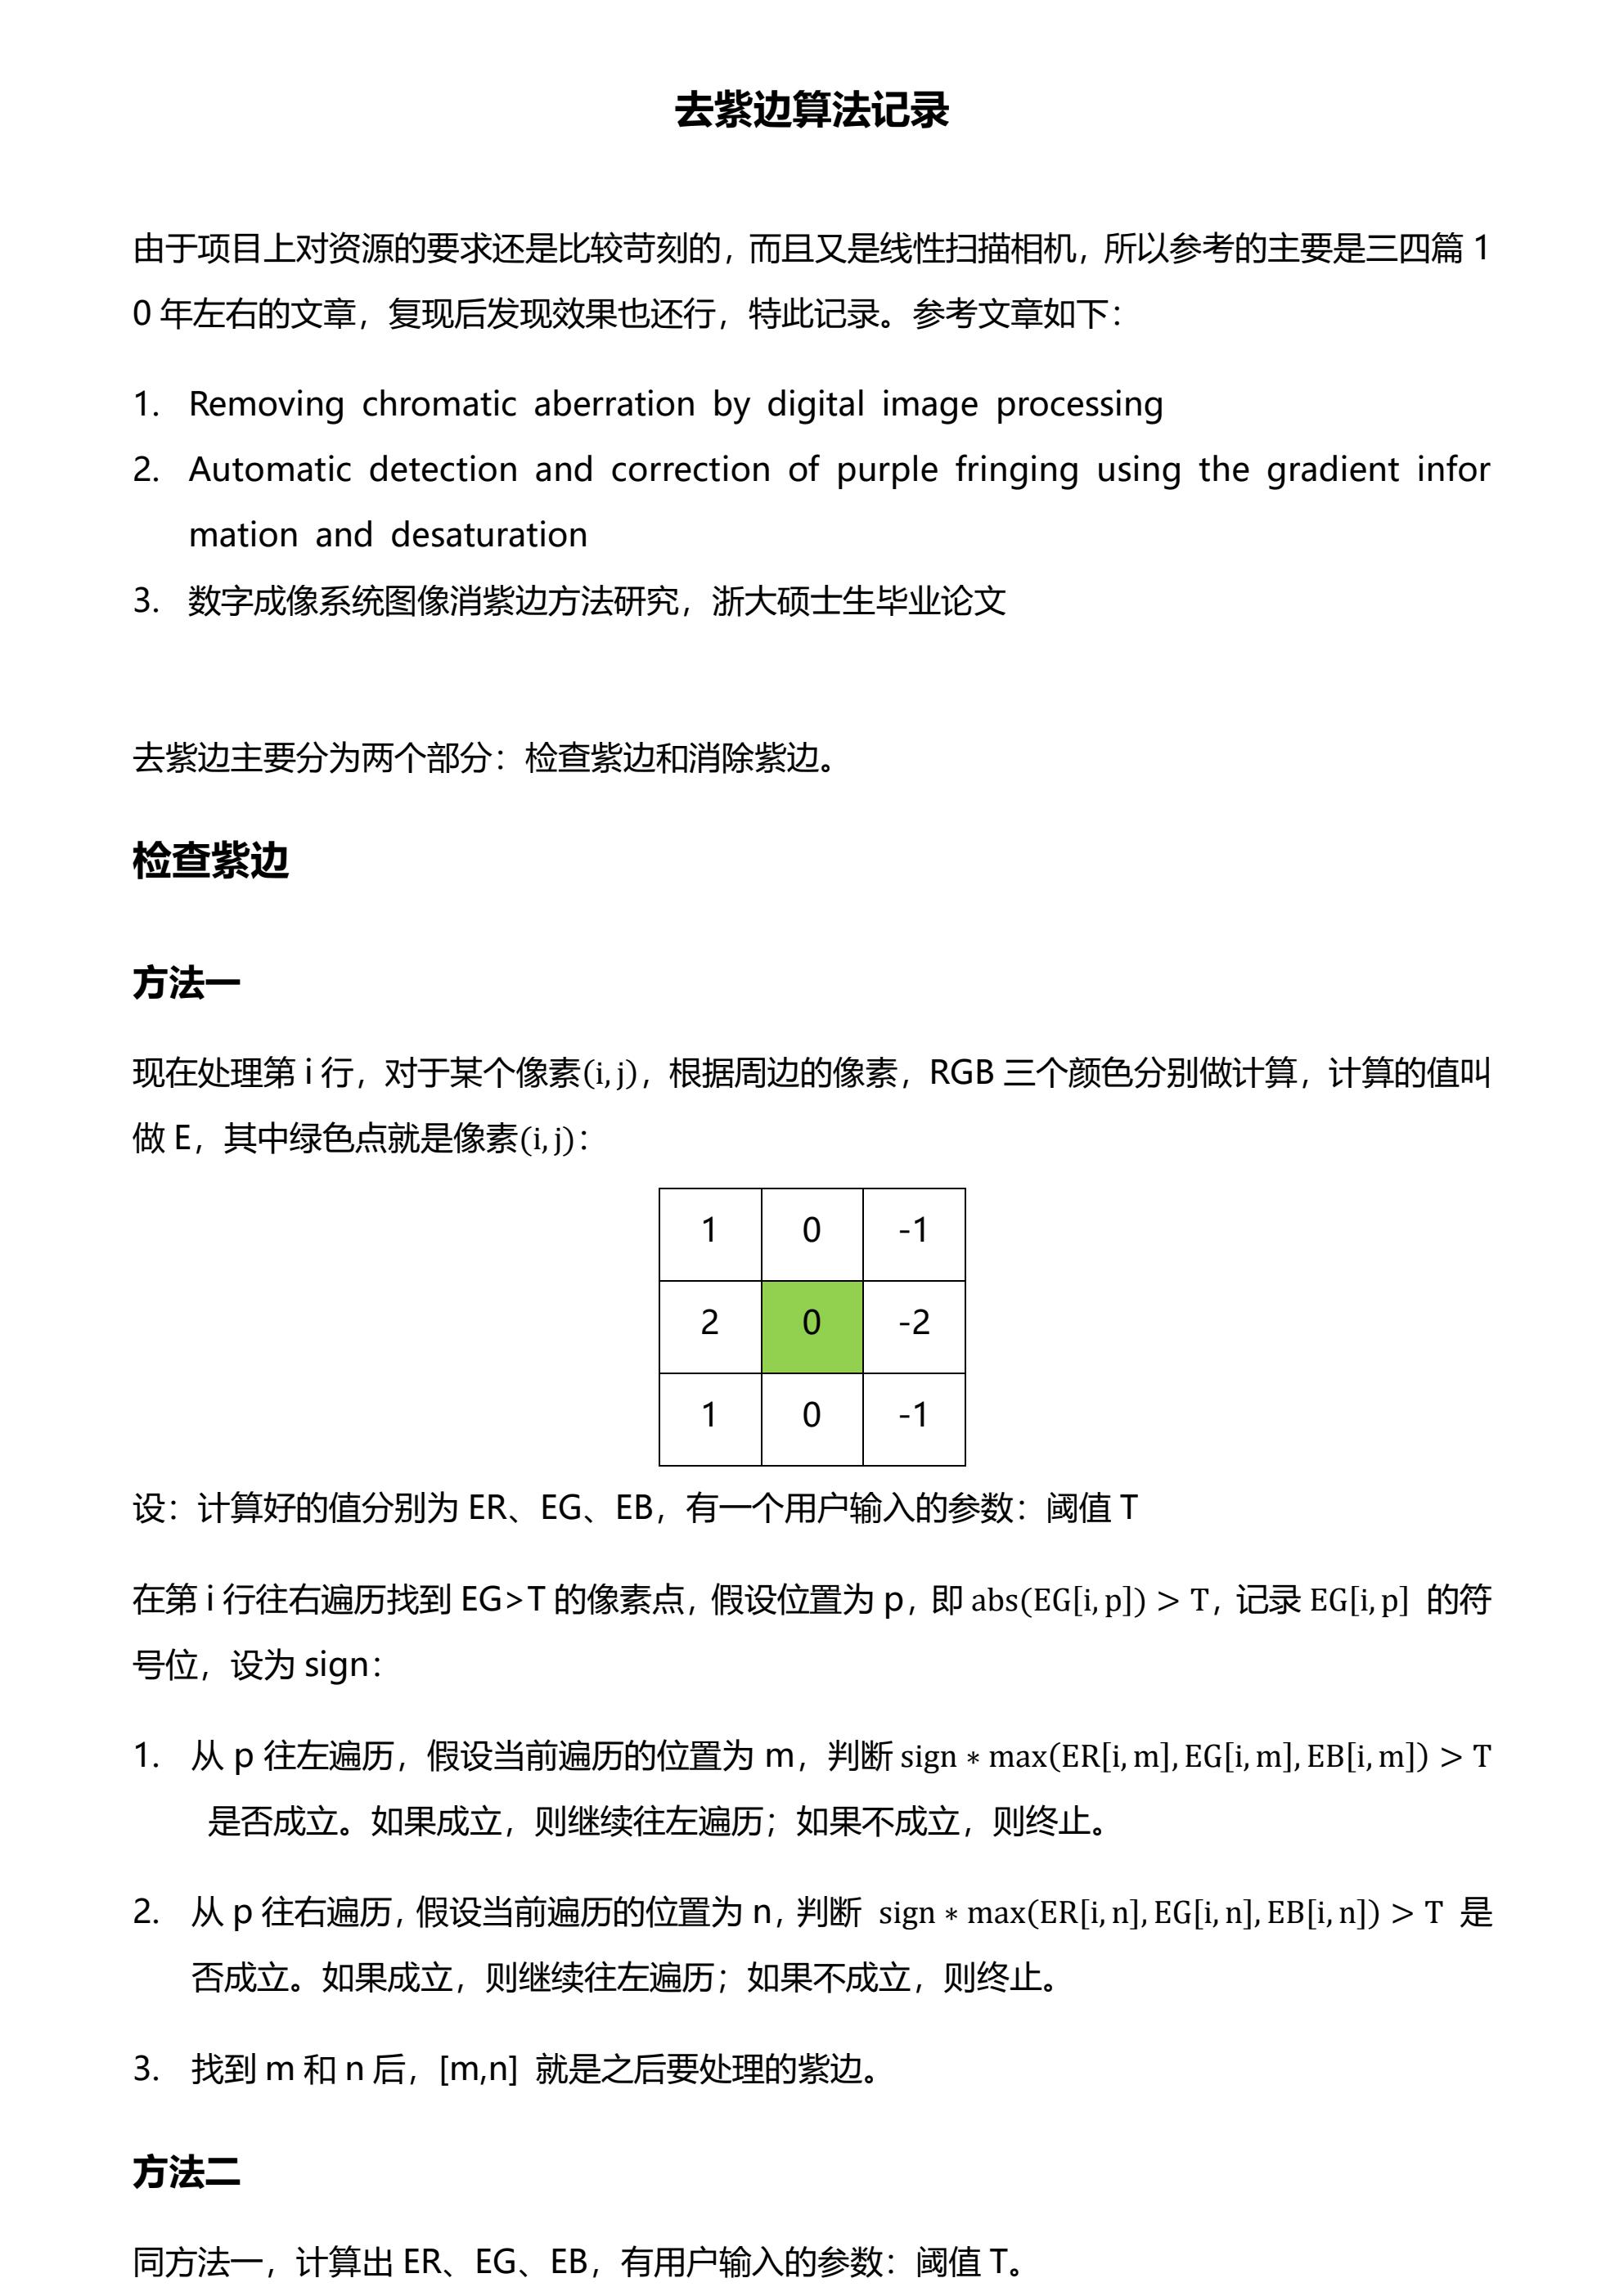 去紫边算法记录
由于项目上对资源的要求还是比较苛刻的，而且又是线性扫描相机，所以参考的主要是三四篇 1
0 年左右的文章，复现后发现效果也还行，特此记录。参考文章如下：
1. Removing chromatic aberration by digital image processing
2. Automatic detection and correction of purple fringing using the gradient infor
mation and desaturation
3. 数字成像系统图像消紫边方法研究，浙大硕士生毕业论文
去紫边主要分为两个部分：检查紫边和消除紫边。
检查紫边
方法一
现在处理第 i 行，对于某个像素(i, j)，根据周边的像素，RGB 三个颜色分别做计算，计算的值叫
做 E，其中绿色点就是像素(i, j)：
1 0 -1
2 0 -2
1 0 -1
设：计算好的值分别为 ER、EG、EB，有一个用户输入的参数：阈值 T
在第 i 行往右遍历找到 EG>T 的像素点，假设位置为 p，即 abs(EG[i, p]) > T，记录 EG[i, p] 的符
号位，设为 sign：
1. 从 p 往左遍历，假设当前遍历的位置为 m，判断 sign * max(ER[i, m], EG[i, m], EB[i, m]) > T
是否成立。如果成立，则继续往左遍历；如果不成立，则终止。
2. 从 p 往右遍历，假设当前遍历的位置为 n，判断 sign * max(ER[i, n], EG[i, n], EB[i, n]) > T 是
否成立。如果成立，则继续往左遍历；如果不成立，则终止。
3. 找到 m 和 n 后，[m,n] 就是之后要处理的紫边。
方法二
同方法一，计算出 ER、EG、EB，有用户输入的参数：阈值 T。